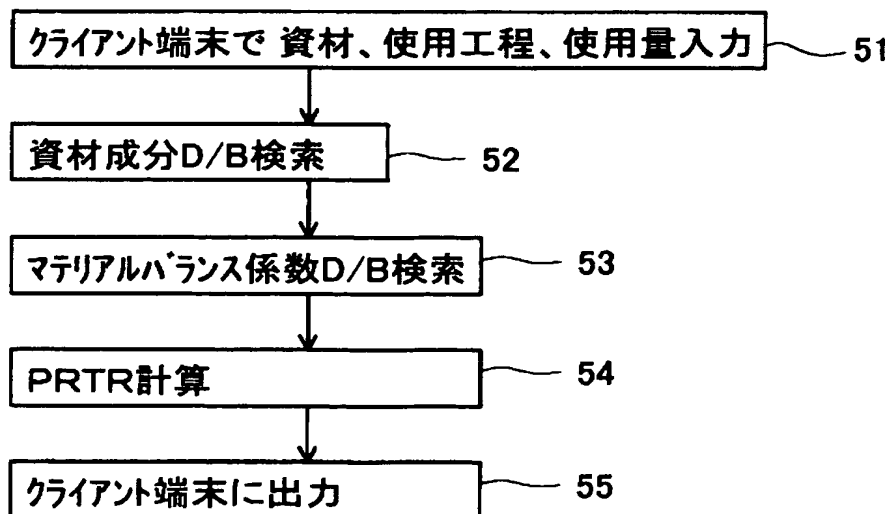 クライアント端末で 資材、使用工程、使用量入力 51
資材成分D/B検索 52
マテリアルバランス係数D/B検索 53
PRTR計算 54
クライアント端末に出力 55